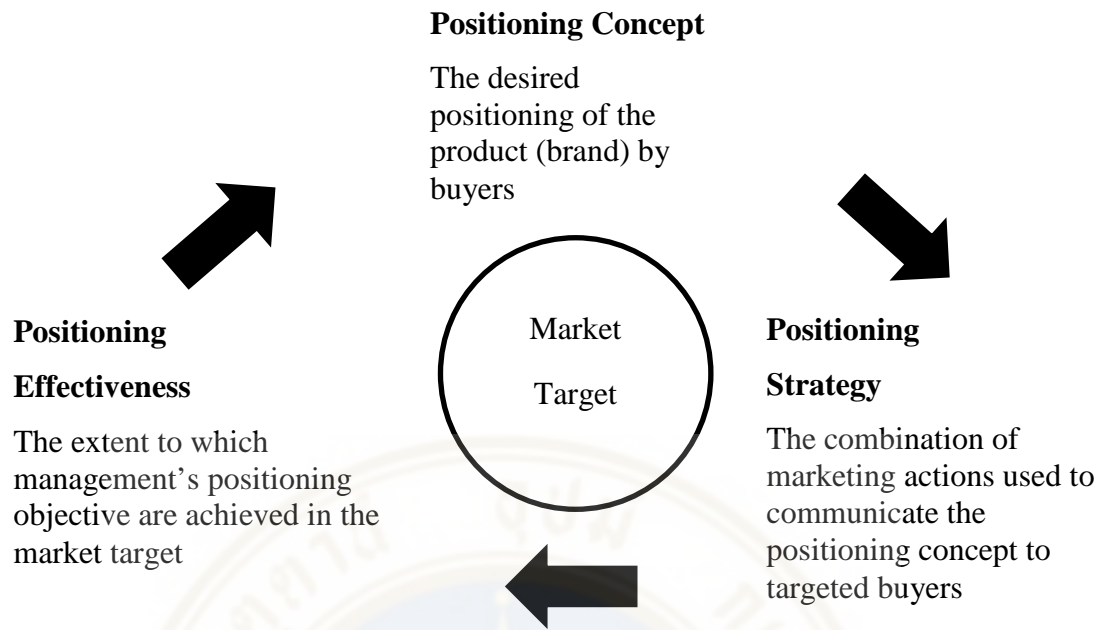 Positioning Concept
The desired
positioning of the
product (brand) by
buyers
Market
Target
Positioning
Effectiveness
The extent to which
management’s positioning
objective are achieved in the
market target
Positioning
Strategy
The combination of
marketing actions used to
communicate the
positioning concept to
targeted buyers